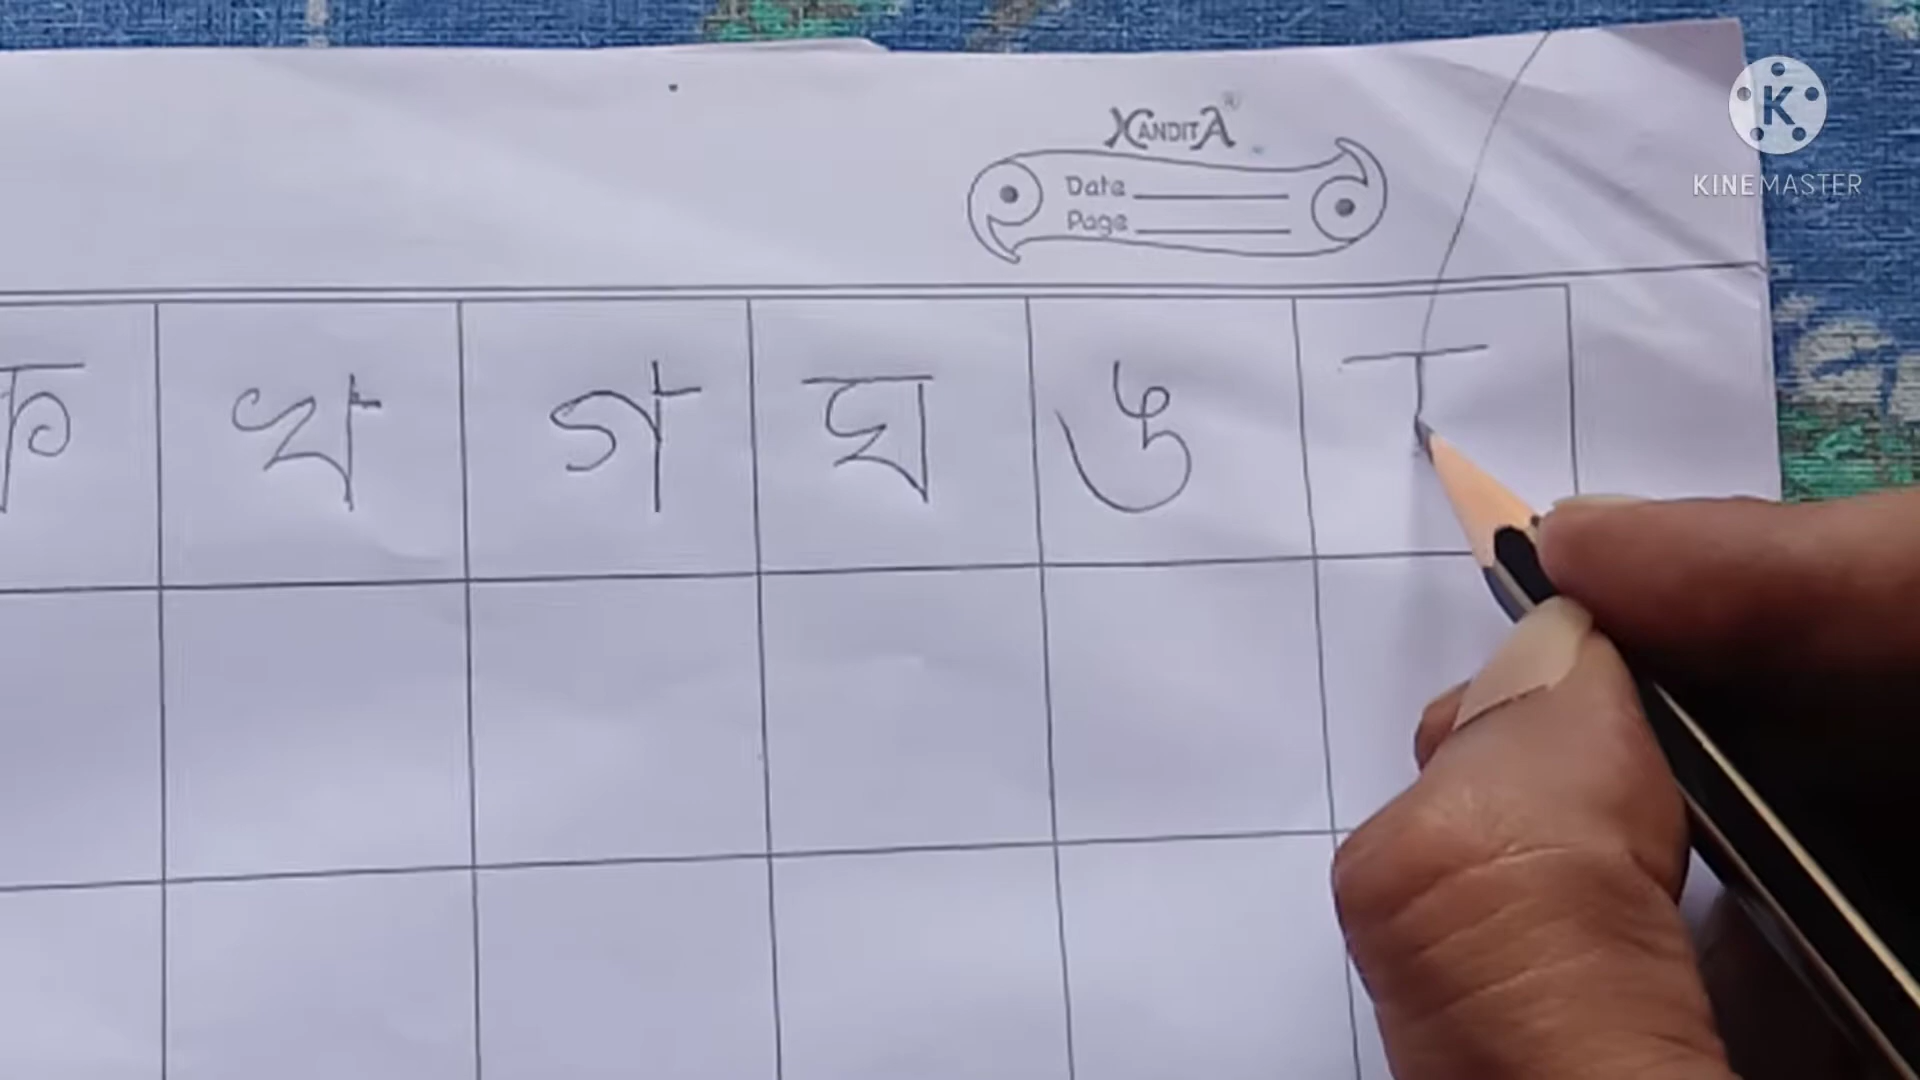 XANDITA
Date
Page
KINEMASTER
ক খ গ ঘ ঙ